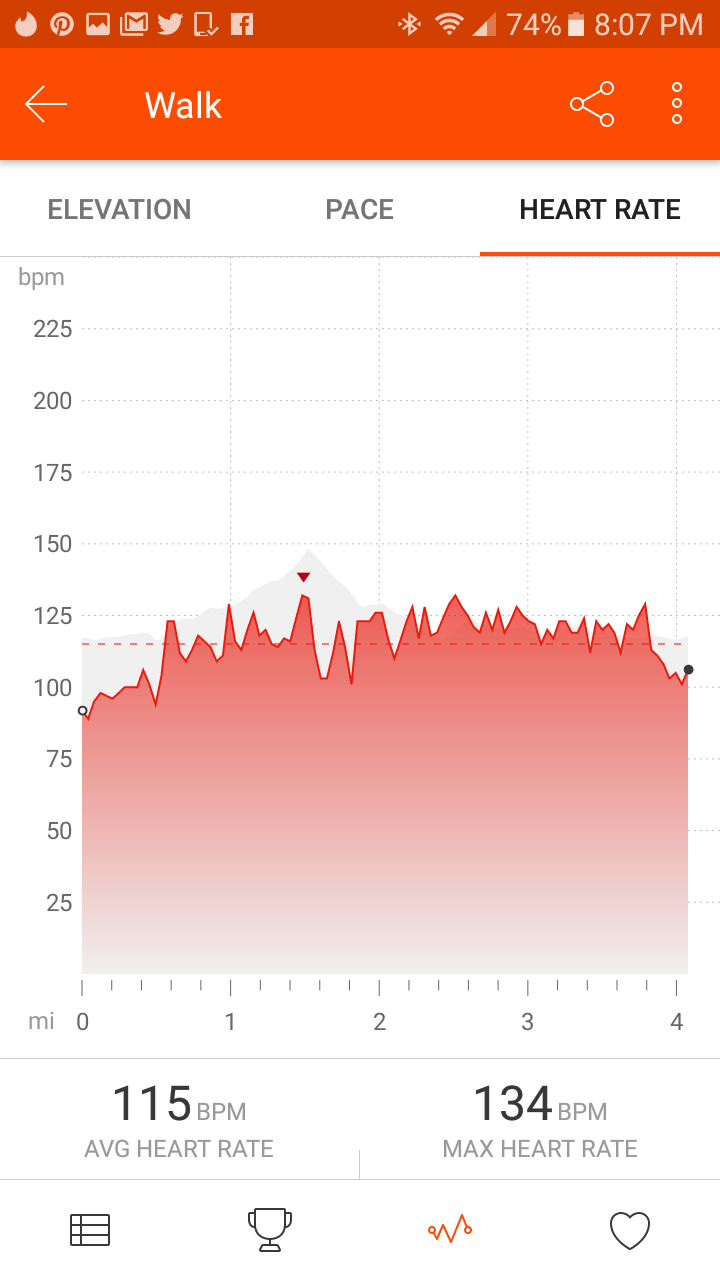 74% 8:07 PM
Walk
ELEVATION PACE HEART RATE
bpm
225
200
175
150
125
100
75
50
25
mi 0 1 2 3 4
115 BPM 134 BPM
AVG HEART RATE MAX HEART RATE